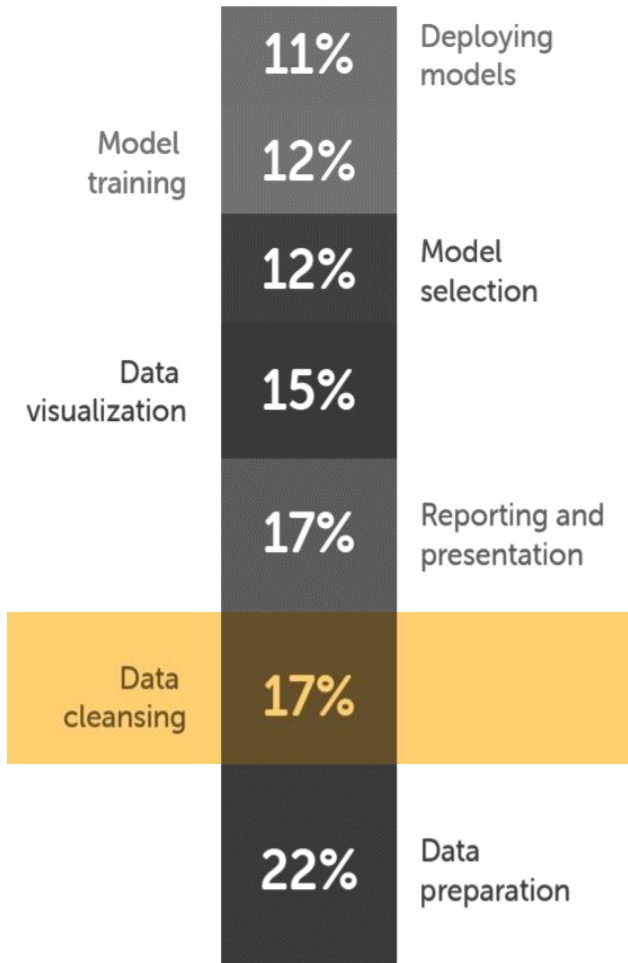 11%
Deploying
models
Model
training
12%
12%
Model
selection
Data
visualization
15%
17%
Reporting and
presentation
Data
cleansing
17%
22%
Data
preparation